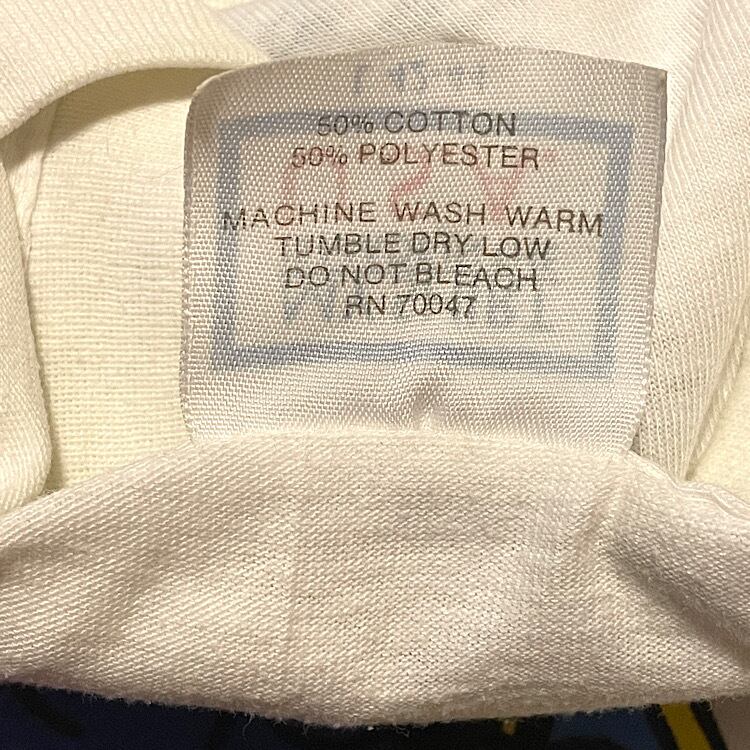 50% COTTON
50% POLYESTER
MACHINE WASH WARM
TUMBLE DRY LOW
DO NOT BLEACH
RN 70047